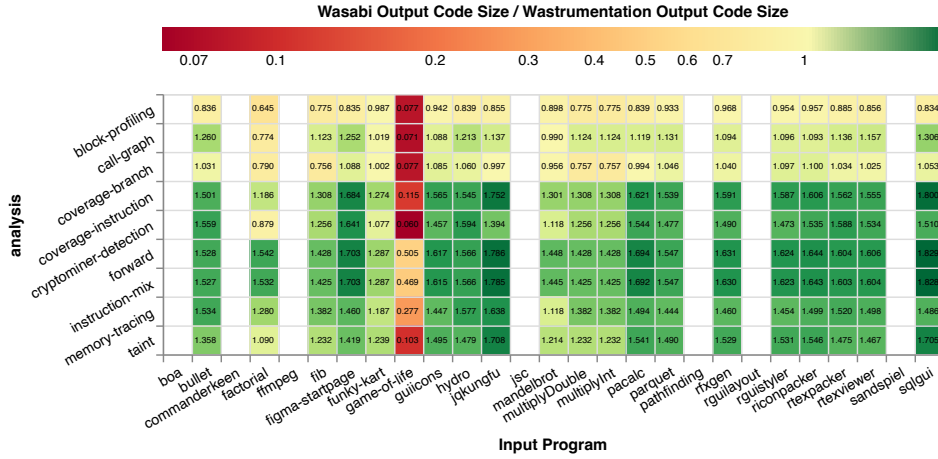 Wasabi Output Code Size / Wastrumentation Output Code Size
0.07 0.1 0.2 0.3 0.4 0.5 0.6 0.7 1
analysis
block-profiling 0.836 0.645 0.775 0.835 0.987 0.077 0.942 0.839 0.855 0.898 0.775 0.775 0.839 0.933 0.968 0.954 0.957 0.885 0.856 0.834
call-graph 1.260 0.774 1.123 1.252 1.019 0.071 1.088 1.213 1.137 0.990 1.124 1.124 1.119 1.131 1.094 1.096 1.093 1.136 1.157 1.306
coverage-branch 1.031 0.790 0.756 1.088 1.002 0.077 1.085 1.060 0.997 0.956 0.757 0.757 0.994 1.046 1.040 1.097 1.100 1.034 1.025 1.053
coverage-instruction 1.501 1.186 1.308 1.684 1.274 0.115 1.565 1.545 1.752 1.301 1.308 1.308 1.621 1.539 1.591 1.587 1.606 1.562 1.555 1.800
cryptominer-detection 1.559 0.879 1.256 1.641 1.077 0.060 1.457 1.594 1.394 1.118 1.256 1.256 1.544 1.477 1.490 1.473 1.535 1.588 1.534 1.510
forward 1.528 1.542 1.428 1.703 1.287 0.505 1.617 1.566 1.786 1.448 1.428 1.428 1.694 1.547 1.631 1.624 1.644 1.604 1.606 1.829
instruction-mix 1.527 1.532 1.425 1.703 1.287 0.469 1.615 1.566 1.785 1.445 1.425 1.425 1.692 1.547 1.630 1.623 1.643 1.603 1.604 1.828
memory-tracing 1.534 1.280 1.382 1.460 1.187 0.277 1.447 1.577 1.638 1.118 1.382 1.382 1.494 1.444 1.460 1.454 1.499 1.520 1.498 1.486
taint 1.358 1.090 1.232 1.419 1.239 0.103 1.495 1.479 1.708 1.214 1.232 1.232 1.541 1.490 1.529 1.531 1.546 1.475 1.467 1.705
boa bullet commanderkeen factorial ffmpeg fib figma-startpage funky-kart game-of-life guiicons hydro jqkungfu jsc mandelbrot multiplyDouble multiplyInt pacalc parquet pathfinding rfxgen rguilayout rguistyler riconpacker rtexpacker rtexviewer sandspiel sqlgui
Input Program